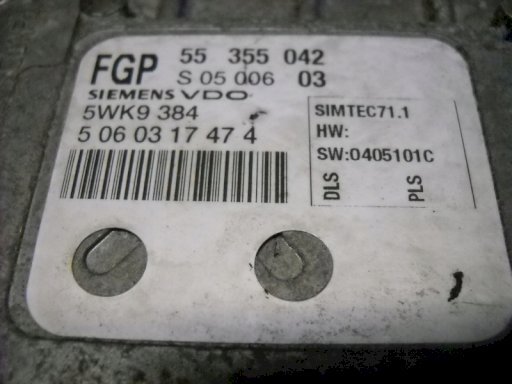 FGP 55 355 042
S 05 006 03
SIEMENS VDO
5WK9 384
5 06 03 17 47 4
SIMTEC71.1
HW:
SW:0405101C
DLS
PLS